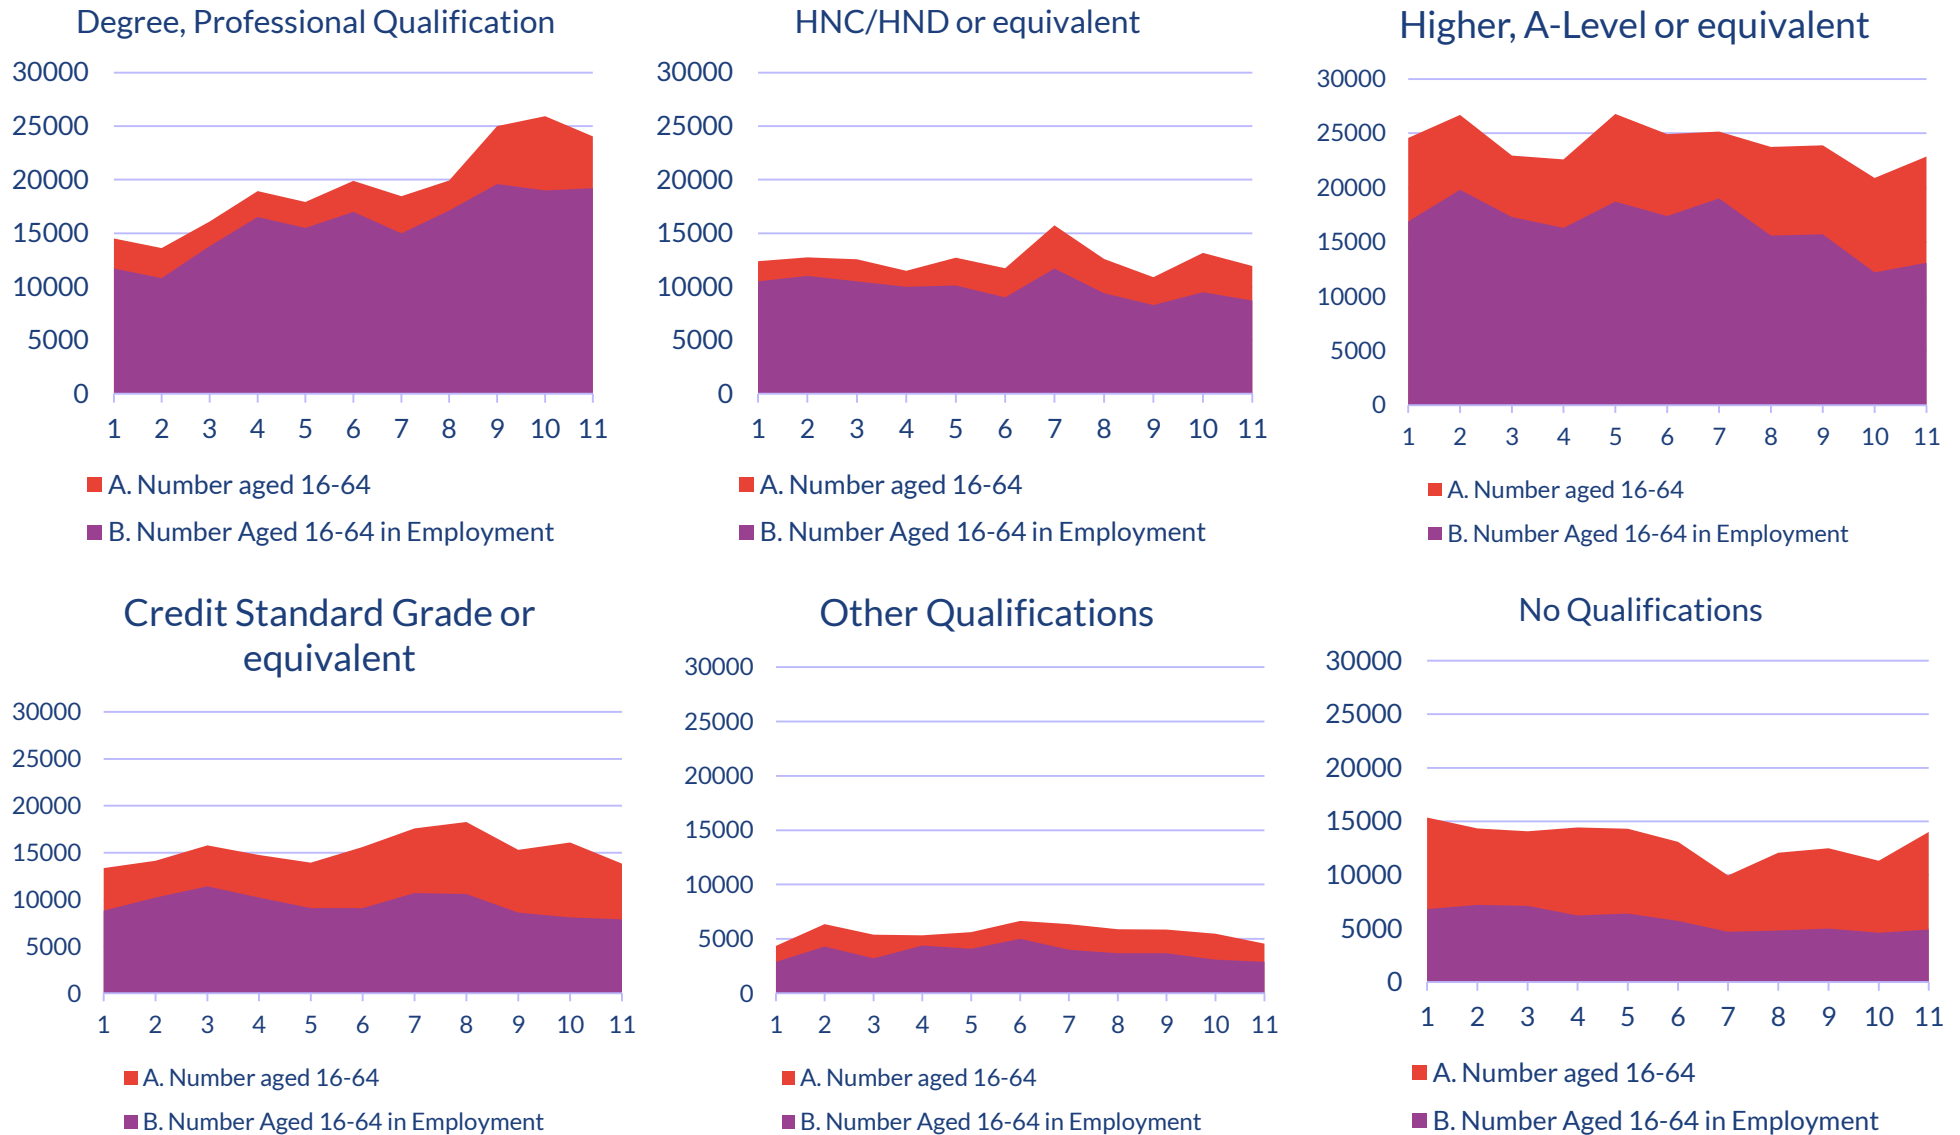 Degree, Professional Qualification
30000
25000
20000
15000
10000
5000
0
1 2 3 4 5 6 7 8 9 10 11
A. Number aged 16-64
B. Number Aged 16-64 in Employment
HNC/HND or equivalent
30000
25000
20000
15000
10000
5000
0
1 2 3 4 5 6 7 8 9 10 11
A. Number aged 16-64
B. Number Aged 16-64 in Employment
Higher, A-Level or equivalent
30000
25000
20000
15000
10000
5000
0
1 2 3 4 5 6 7 8 9 10 11
A. Number aged 16-64
B. Number Aged 16-64 in Employment
Credit Standard Grade or
equivalent
30000
25000
20000
15000
10000
5000
0
1 2 3 4 5 6 7 8 9 10 11
A. Number aged 16-64
B. Number Aged 16-64 in Employment
Other Qualifications
30000
25000
20000
15000
10000
5000
0
1 2 3 4 5 6 7 8 9 10 11
A. Number aged 16-64
B. Number Aged 16-64 in Employment
No Qualifications
30000
25000
20000
15000
10000
5000
0
1 2 3 4 5 6 7 8 9 10 11
A. Number aged 16-64
B. Number Aged 16-64 in Employment